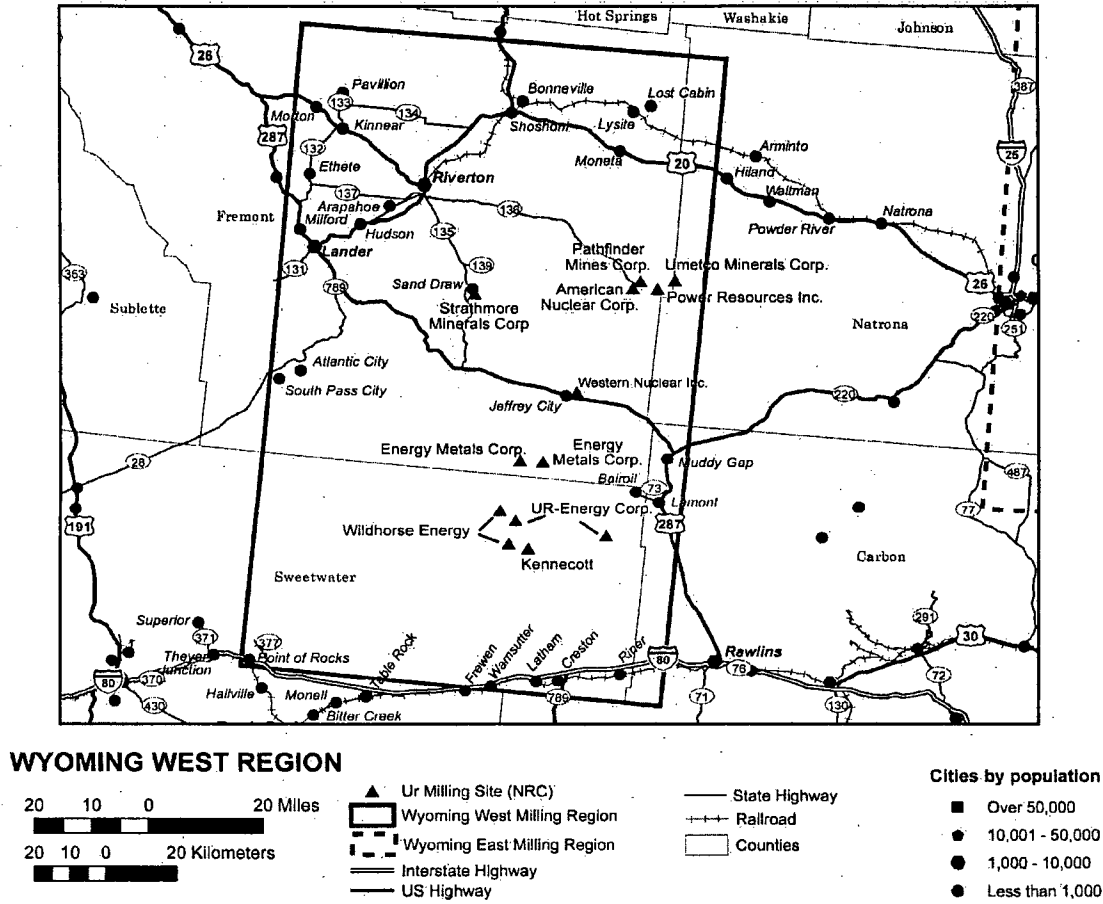 Hot Springs
Washakie
Johnson
26
387
Pavillion
133
134
Bonneville
Lost Cabin
Morton
Kinnear
Shoshoni
Lysite
287
132
Moneta
20
Arminto
25
Ethete
Riverton
Hiland
137
Waltman
Arapahoe
136
Natrona
Fremont
Milford
Hudson
135
Powder River
Lander
Pathfinder
Mines Corp.
Umetco Minerals Corp.
131
139
353
789
Sand Draw
American
Nuclear Corp.
Power Resources Inc.
26
Sublette
Strathmore
Minerals Corp
Natrona
220
251
Atlantic City
South Pass City
Western Nuclear Inc.
Jeffrey City
220
Energy Metals Corp.
Energy
Metals Corp.
Muddy Gap
28
487
Bairoil
73
Lamont
77
191
UR-Energy Corp.
287
Wildhorse Energy
Kennecott
Carbon
Sweetwater
291
Superior
371
377
30
Thayer
Junction
Point of Rocks
Table Rock
Frewen
Wamsutter
Latham
Creston
Riner
80
Rawlins
76
80
370
Hallville
Monell
72
430
Bitter Creek
789
71
130
WYOMING WEST REGION
20 10 0 20 Miles
20 10 0 20 Kilometers
Ur Milling Site (NRC)
Wyoming West Milling Region
Wyoming East Milling Region
Interstate Highway
US Highway
State Highway
Railroad
Counties
Cities by population
Over 50,000
10,001 - 50,000
1,000 - 10,000
Less than 1,000